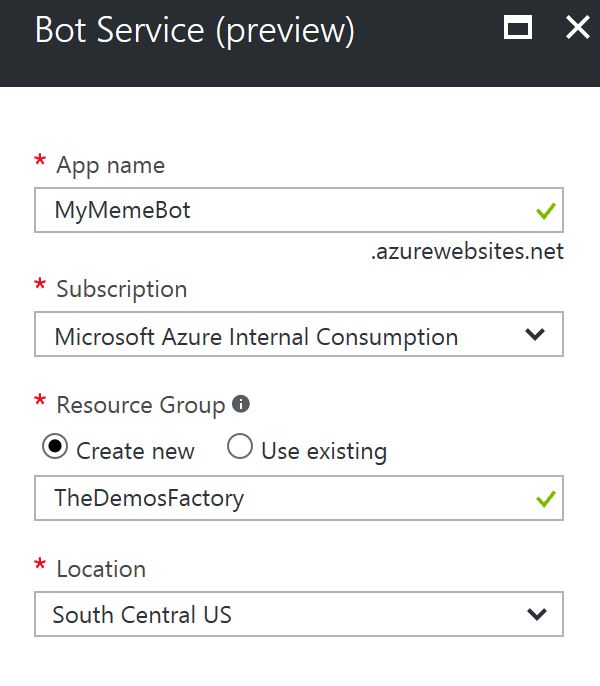 Bot Service (preview)
* App name
MyMemeBot
.azurewebsites.net
* Subscription
Microsoft Azure Internal Consumption
* Resource Group
Create new Use existing
TheDemosFactory
* Location
South Central US